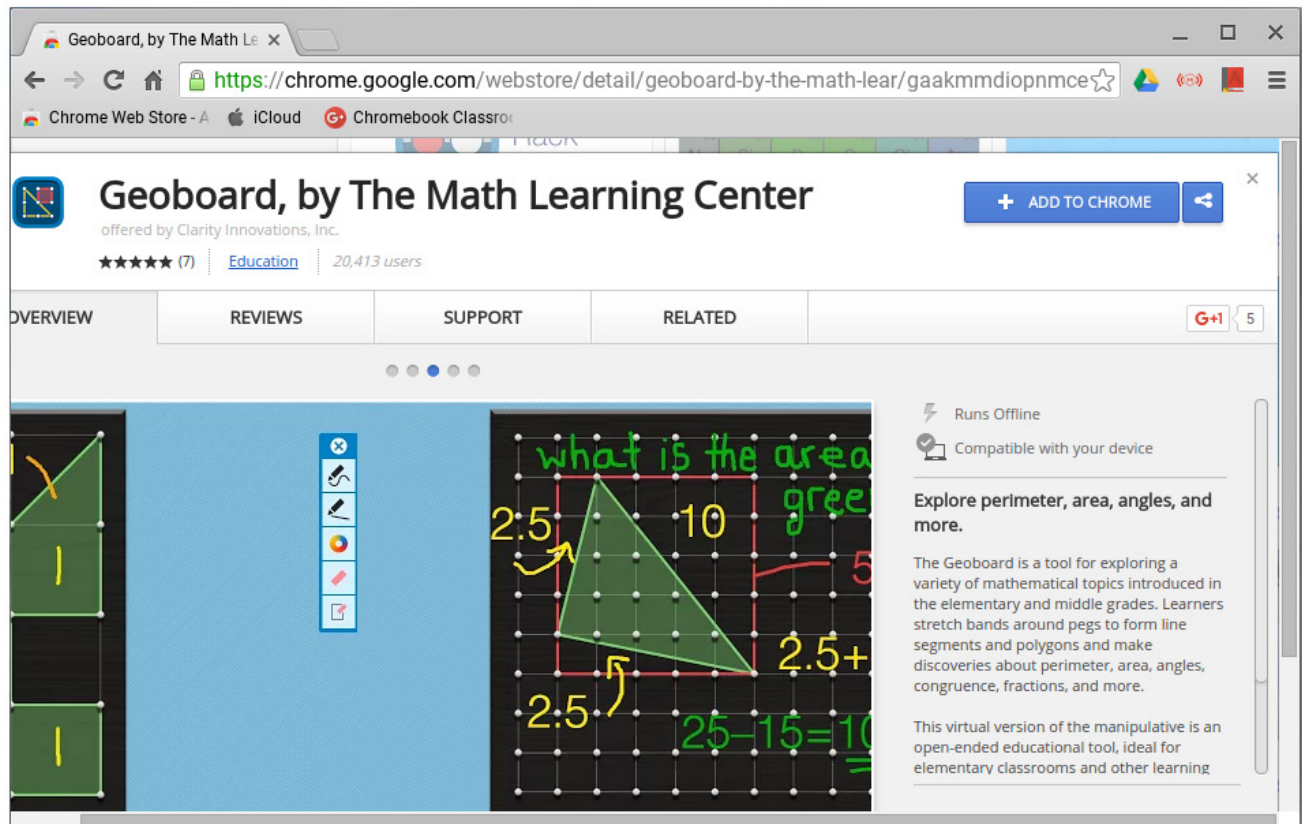 Geoboard, by The Math Le
https://chrome.google.com/webstore/detail/geoboard-by-the-math-lear/gaakmmdiopnmce
Chrome Web Store - A iCloud Chromebook Classro
Geoboard, by The Math Learning Center
+ ADD TO CHROME
offered by Clarity Innovations, Inc.
★★★★★ (7) Education 20,413 users
OVERVIEW REVIEWS SUPPORT RELATED G+1 5
what is the area
gree
2.5 10
5
1
2.5+
2.5
25-15=10
1
Runs Offline
Compatible with your device
Explore perimeter, area, angles, and
more.
The Geoboard is a tool for exploring a
variety of mathematical topics introduced in
the elementary and middle grades. Learners
stretch bands around pegs to form line
segments and polygons and make
discoveries about perimeter, area, angles,
congruence, fractions, and more.
This virtual version of the manipulative is an
open-ended educational tool, ideal for
elementary classrooms and other learning